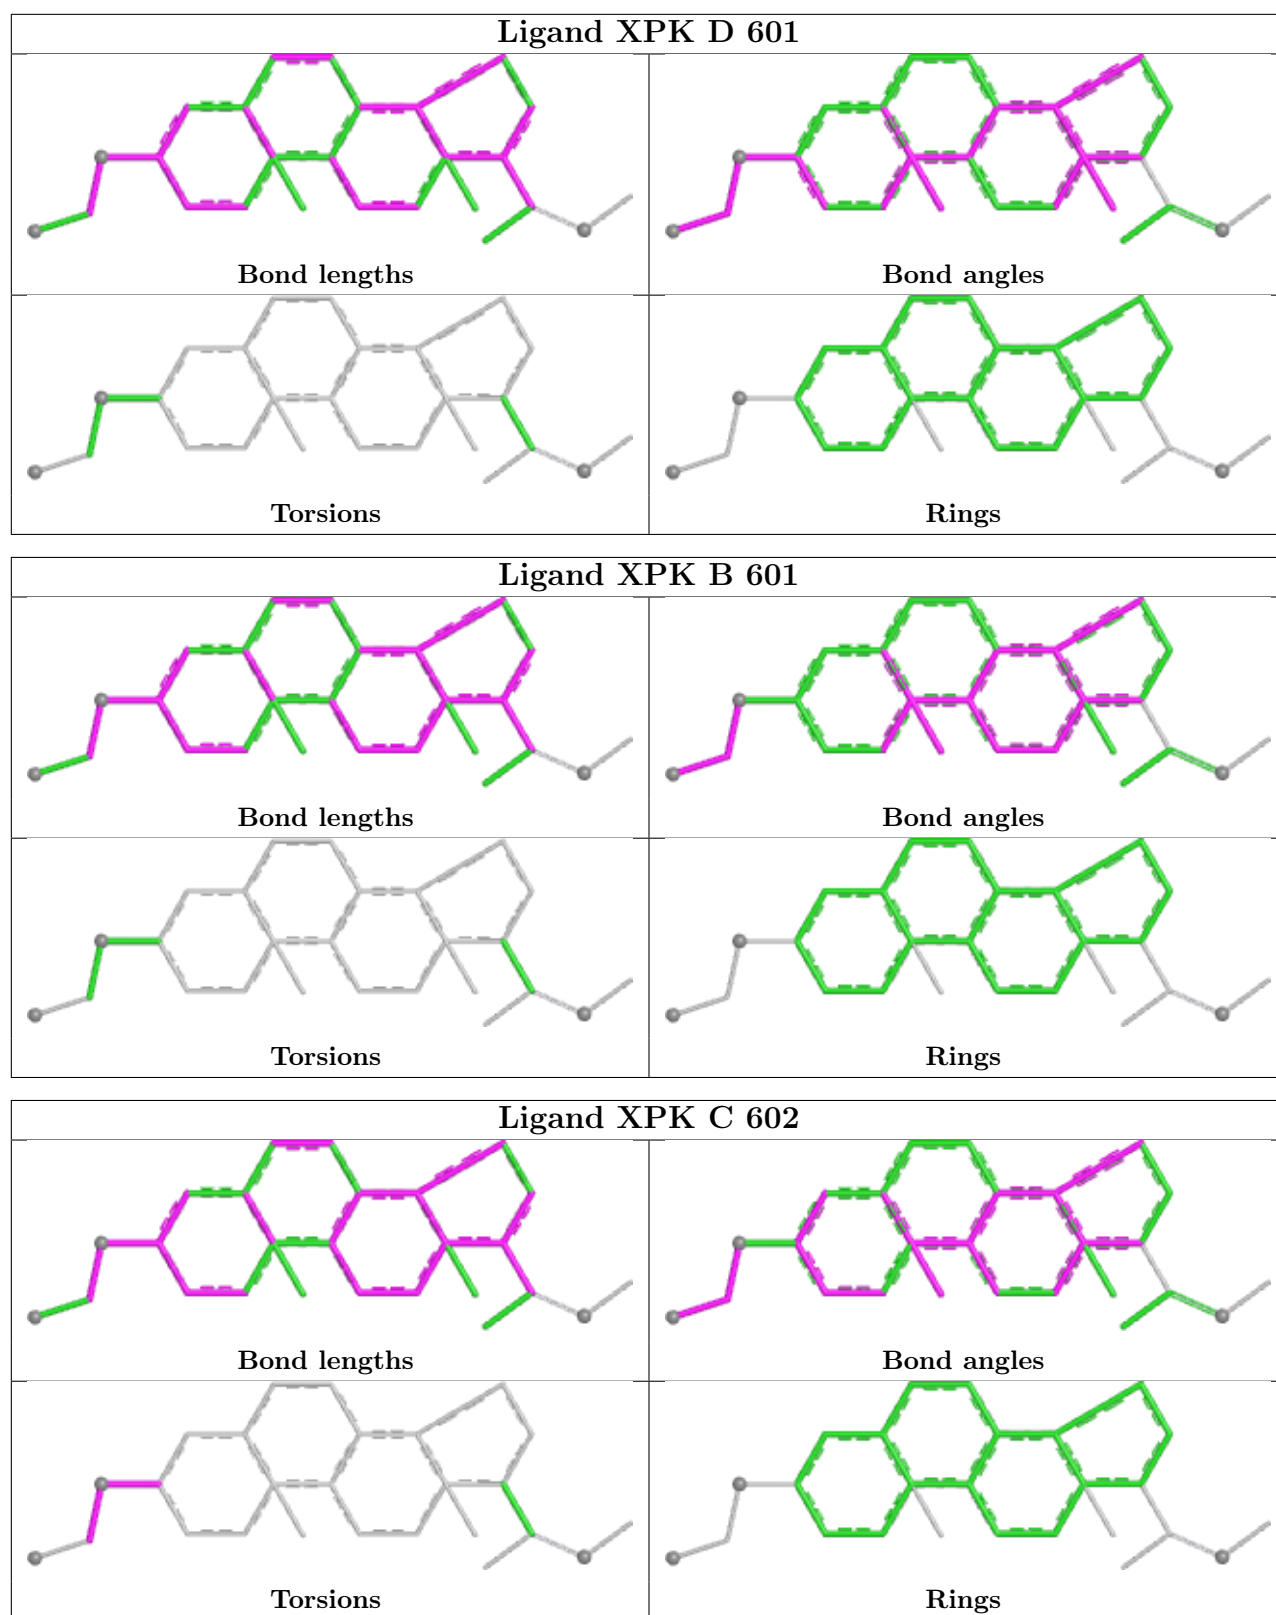 Ligand XPK D 601
Bond lengths
Bond angles
Torsions
Rings
Ligand XPK B 601
Bond lengths
Bond angles
Torsions
Rings
Ligand XPK C 602
Bond lengths
Bond angles
Torsions
Rings